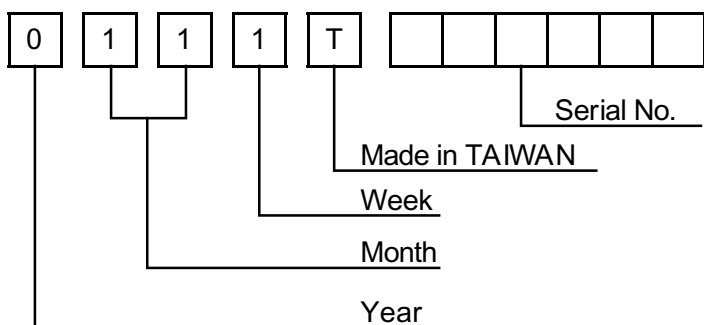 0 1 1 1 T
Serial No.
Made in TAIWAN
Week
Month
Year